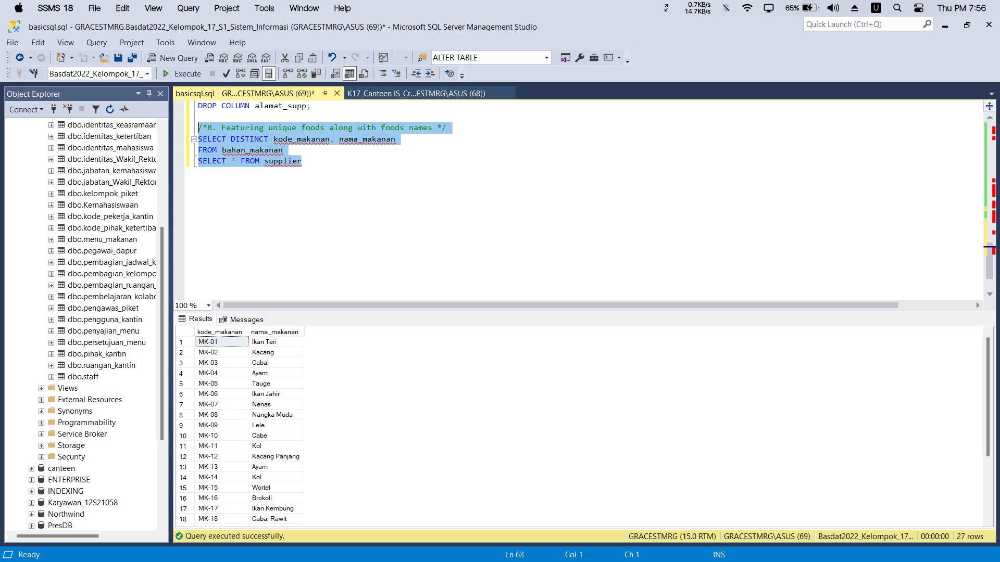 SSMS 18 File Edit View Query Project Tools Window Help 0.7KB/s 14.7KB/s 65% U Thu PM 7:56
basicsql.sql - GRACESTMRG.Basdat2022_Kelompok_17_S1_Sistem_Informasi (GRACESTMRG\ASUS (69))* - Microsoft SQL Server Management Studio
Quick Launch (Ctrl+Q)
File Edit View Query Project Tools Window Help
New Query MDX DMX XMLA DAX ALTER TABLE
Basdat2022_Kelompok_17_ Execute
Object Explorer
Connect
dbo.identitas_keasramaan
dbo.identitas_ketertiban
dbo.identitas_mahasiswa
dbo.identitas_Wakil_Rekto
dbo.jabatan_kemahasiswa
dbo.jabatan_Wakil_Rektor
dbo.kelompok_piket
dbo.Kemahasiswaan
dbo.kode_pekerja_kantin
dbo.kode_pihak_ketertiba
dbo.menu_makanan
dbo.pegawai_dapur
dbo.pembagian_jadwal_k
dbo.pembagian_kelompo
dbo.pembagian_ruangan_
dbo.pembelajaran_kolabo
dbo.pengawas_piket
dbo.pengguna_kantin
dbo.penyajian_menu
dbo.persetujuan_menu
dbo.pihak_kantin
dbo.ruangan_kantin
dbo.staff
Views
External Resources
Synonyms
Programmability
Service Broker
Storage
Security
canteen
ENTERPRISE
INDEXING
Karyawan_12S21058
Northwind
PresDB
basicsql.sql - GR...CESTMRG\ASUS (69))* K17_Canteen IS_Cr...ESTMRG\ASUS (68))
DROP COLUMN alamat_supp;
/*8. Featuring unique foods along with foods names */
SELECT DISTINCT kode_makanan, nama_makanan
FROM bahan_makanan
SELECT * FROM supplier
100 %
Results Messages
kode_makanan nama_makanan
1 MK-01 Ikan Teri
2 MK-02 Kacang
3 MK-03 Cabai
4 MK-04 Ayam
5 MK-05 Tauge
6 MK-06 Ikan Jahir
7 MK-07 Nenas
8 MK-08 Nangka Muda
9 MK-09 Lele
10 MK-10 Cabe
11 MK-11 Kol
12 MK-12 Kacang Panjang
13 MK-13 Ayam
14 MK-14 Kol
15 MK-15 Wortel
16 MK-16 Brokoli
17 MK-17 Ikan Kembung
18 MK-18 Cabai Rawit
Query executed successfully. GRACESTMRG (15.0 RTM) GRACESTMRG\ASUS (69) Basdat2022_Kelompok_17... 00:00:00 27 rows
Ready Ln 63 Col 1 Ch 1 INS